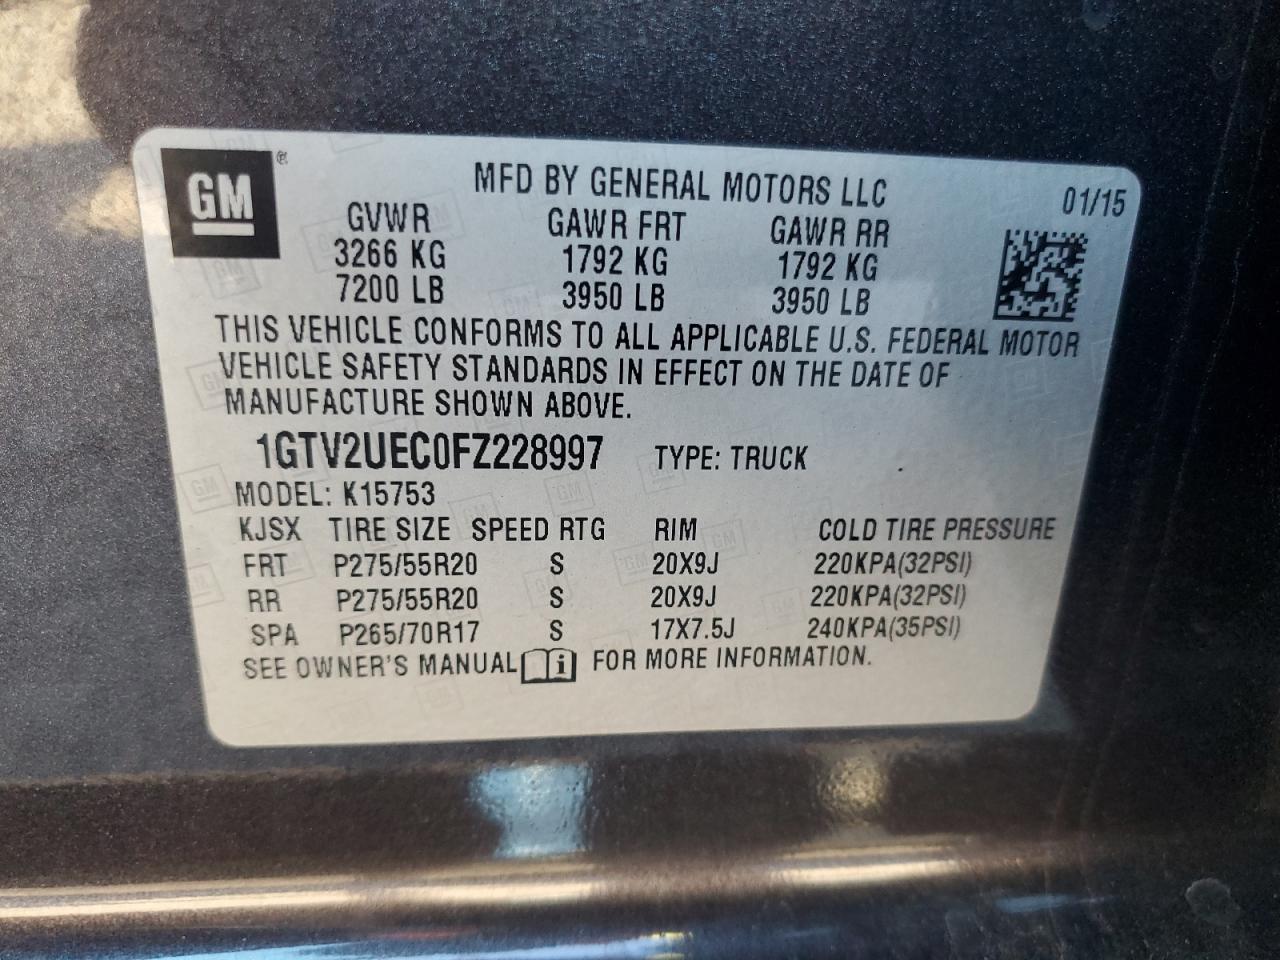 GM ®
MFD BY GENERAL MOTORS LLC 01/15
GVWR GAWR FRT GAWR RR
3266 KG 1792 KG 1792 KG
7200 LB 3950 LB 3950 LB
THIS VEHICLE CONFORMS TO ALL APPLICABLE U.S. FEDERAL MOTOR
VEHICLE SAFETY STANDARDS IN EFFECT ON THE DATE OF
MANUFACTURE SHOWN ABOVE.
1GTV2UEC0FZ228997 TYPE: TRUCK
MODEL: K15753
KJSX TIRE SIZE SPEED RTG RIM COLD TIRE PRESSURE
FRT P275/55R20 S 20X9J 220KPA(32PSI)
RR P275/55R20 S 20X9J 220KPA(32PSI)
SPA P265/70R17 S 17X7.5J 240KPA(35PSI)
SEE OWNER'S MANUAL i FOR MORE INFORMATION.